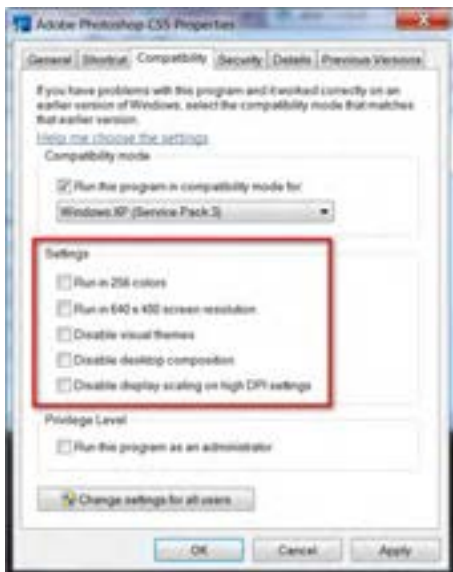 Adobe Photoshop CS5 Properties
General Shortcut Compatibility Security Details Previous Versions
If you have problems with this program and it worked correctly on an
earlier version of Windows, select the compatibility mode that matches
that earlier version.
Help me choose the settings
Compatibility mode
Run this program in compatibility mode for:
Windows XP (Service Pack 3)
Settings
Run in 256 colors
Run in 640 x 480 screen resolution
Disable visual themes
Disable desktop composition
Disable display scaling on high DPI settings
Privilege Level
Run this program as an administrator
Change settings for all users
OK Cancel Apply